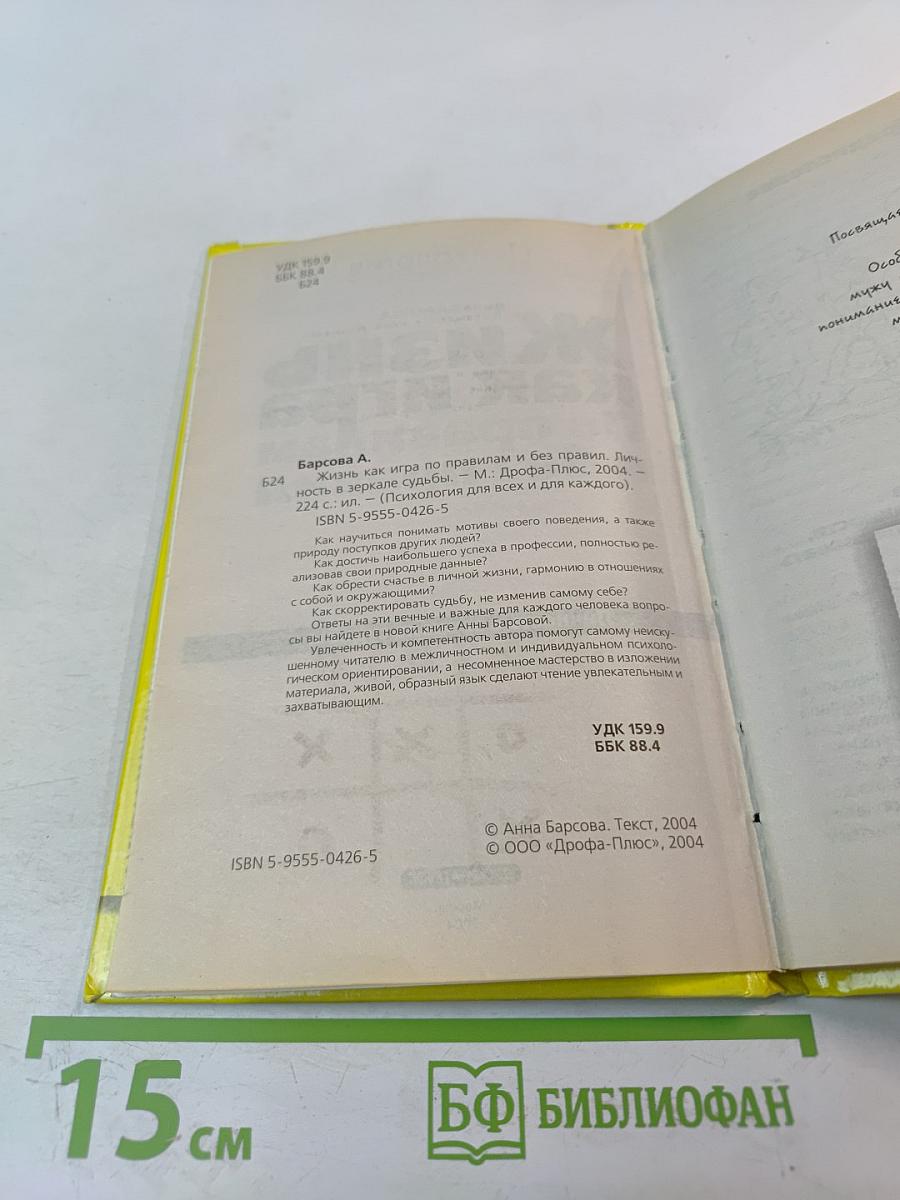 УДК 159.9
ББК 88.4
Б24
Барсова А.
Б24 Жизнь как игра по правилам и без правил. Лич-
ность в зеркале судьбы. — М.: Дрофа-Плюс, 2004. —
224 с.: ил. — (Психология для всех и для каждого).
ISBN 5-9555-0426-5
Как научиться понимать мотивы своего поведения, а также
природу поступков других людей?
Как достичь наибольшего успеха в профессии, полностью ре-
ализовав свои природные данные?
Как обрести счастье в личной жизни, гармонию в отношениях
с собой и окружающими?
Как скорректировать судьбу, не изменив самому себе?
Ответы на эти вечные и важные для каждого человека вопро-
сы вы найдете в новой книге Анны Барсовой.
Увлеченность и компетентность автора помогут самому неиску-
шенному читателю в межличностном и индивидуальном психоло-
гическом ориентировании, а несомненное мастерство в изложении
материала, живой, образный язык сделают чтение увлекательным и
захватывающим.
УДК 159.9
ББК 88.4
© Анна Барсова. Текст, 2004
© ООО «Дрофа-Плюс», 2004
ISBN 5-9555-0426-5
Посвящая
Особ
мужу
понимание
м
15 см
БФ БИБЛИОФАН